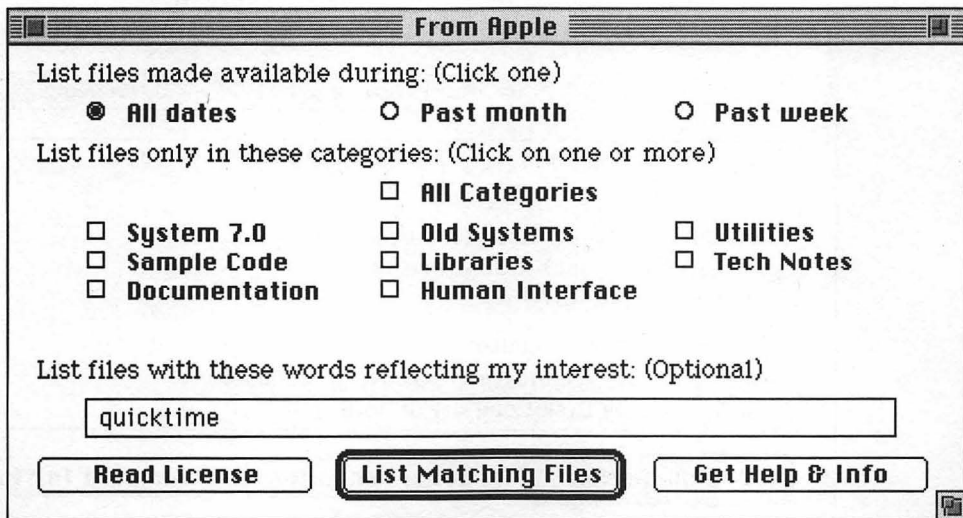 From Apple
List files made available during: (Click one)
All dates Past month Past week
List files only in these categories: (Click on one or more)
All Categories
System 7.0 Old Systems Utilities
Sample Code Libraries Tech Notes
Documentation Human Interface
List files with these words reflecting my interest: (Optional)
quicktime
Read License List Matching Files Get Help & Info